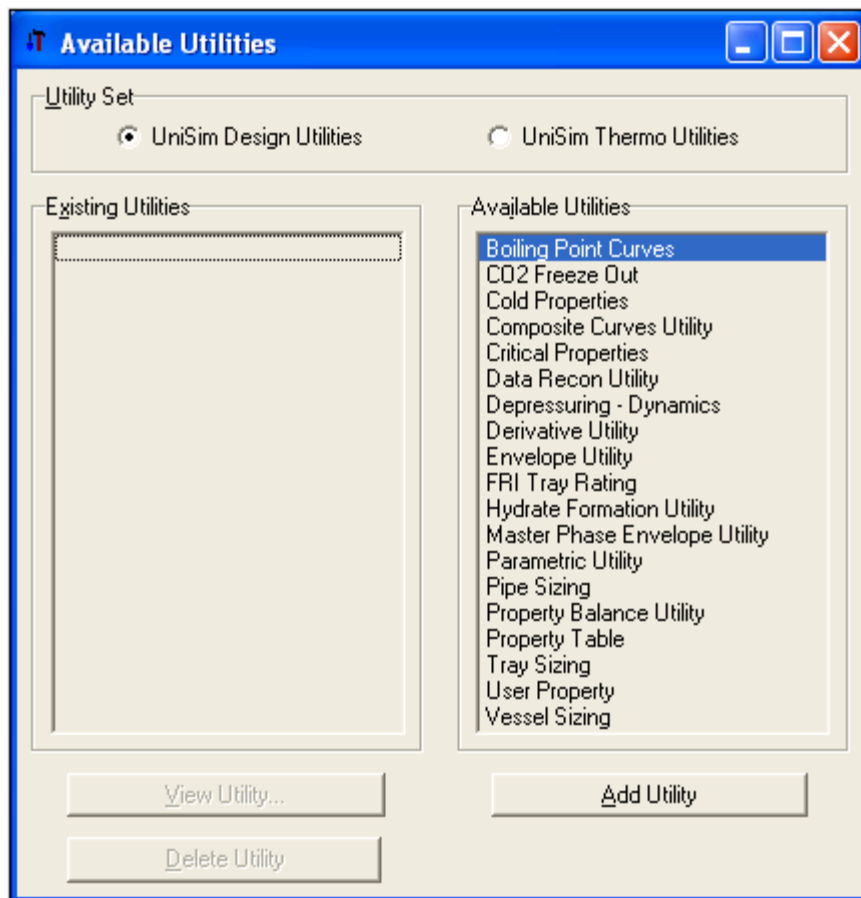 Available Utilities
Utility Set
UniSim Design Utilities
UniSim Thermo Utilities
Existing Utilities
Available Utilities
Boiling Point Curves
CO2 Freeze Out
Cold Properties
Composite Curves Utility
Critical Properties
Data Recon Utility
Depressuring - Dynamics
Derivative Utility
Envelope Utility
FRI Tray Rating
Hydrate Formation Utility
Master Phase Envelope Utility
Parametric Utility
Pipe Sizing
Property Balance Utility
Property Table
Tray Sizing
User Property
Vessel Sizing
View Utility...
Add Utility
Delete Utility